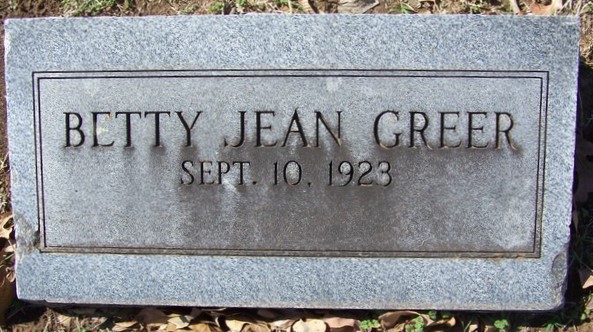 BETTY JEAN GREER
SEPT. 10, 1923